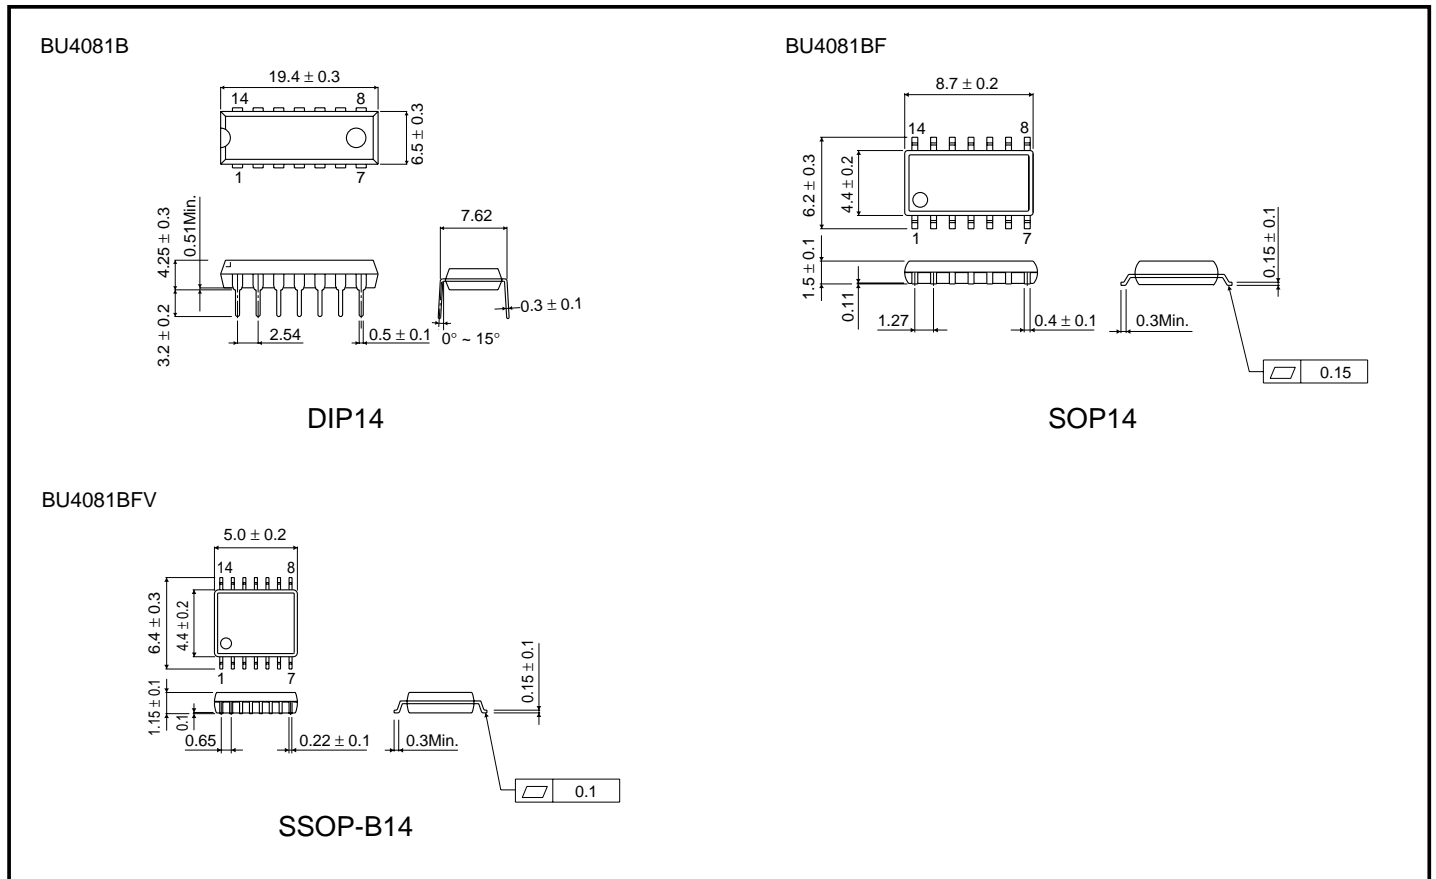 BU4081B
19.4 ± 0.3
14 8
6.5 ± 0.3
1 7
4.25 ± 0.3
0.51Min.
3.2 ± 0.2
2.54
0.5 ± 0.1
7.62
0.3 ± 0.1
0° ~ 15°
DIP14
BU4081BF
8.7 ± 0.2
14 8
6.2 ± 0.3
4.4 ± 0.2
1 7
1.5 ± 0.1
0.11
1.27
0.4 ± 0.1
0.3Min.
0.15 ± 0.1
0.15
SOP14
BU4081BFV
5.0 ± 0.2
14 8
6.4 ± 0.3
4.4 ± 0.2
1 7
1.15 ± 0.1
0.1
0.65
0.22 ± 0.1
0.3Min.
0.15 ± 0.1
0.1
SSOP-B14